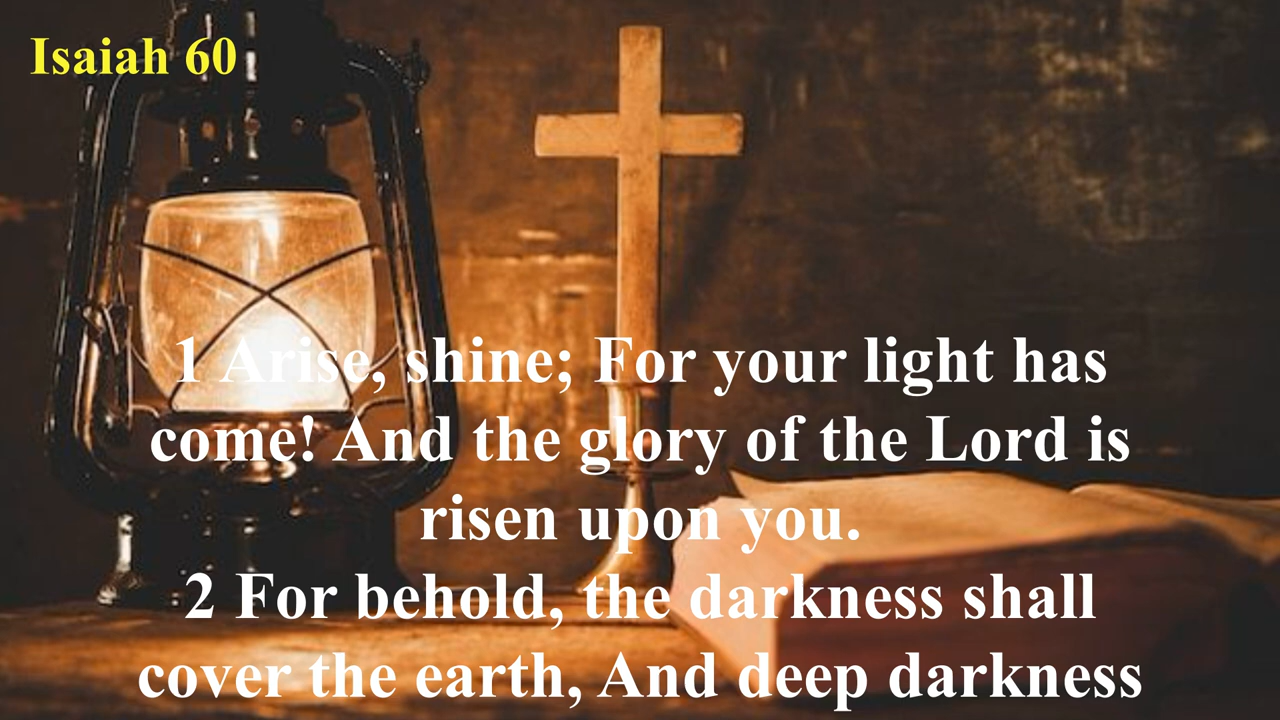 Isaiah 60
1 Arise, shine; For your light has
come! And the glory of the Lord is
risen upon you.
2 For behold, the darkness shall
cover the earth, And deep darkness